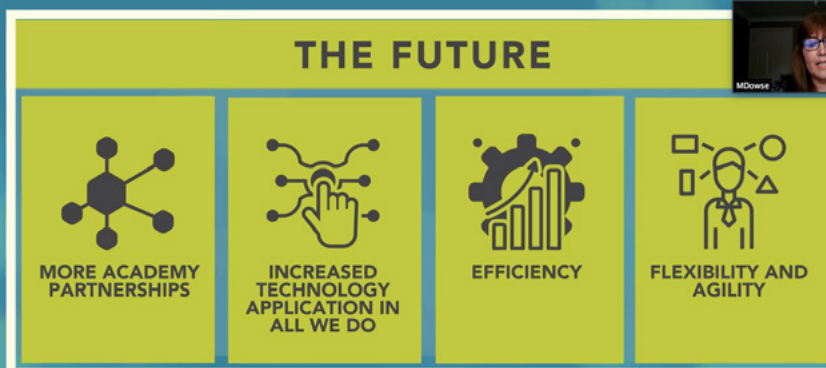 THE FUTURE
MDowse
MORE ACADEMY
PARTNERSHIPS
INCREASED
TECHNOLOGY
APPLICATION IN
ALL WE DO
EFFICIENCY
FLEXIBILITY AND
AGILITY